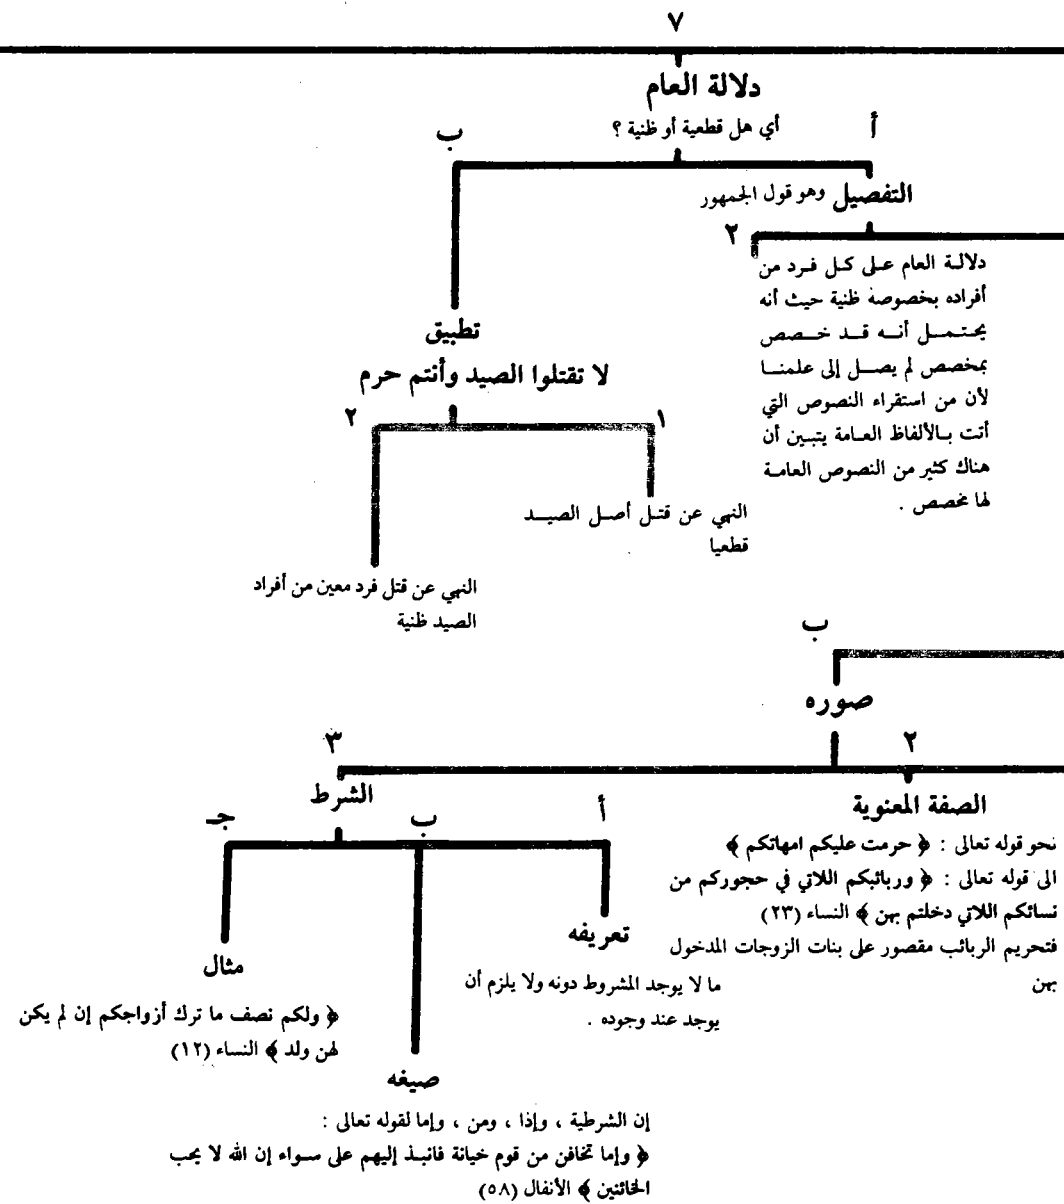 ٧
دلالة العام
أي هل قطعية أو ظنية ؟
أ
التفصيل وهو قول الجمهور
٢
دلالة العام على كل فرد من
أفراده بخصوصه ظنية حيث أنه
يحتمل أنه قد خصص
بمخصص لم يصل إلى علمنا
لأن من استقراء النصوص التي
أتت بالألفاظ العامة يتبين أن
هناك كثير من النصوص العامة
لها مخصص .
ب
تطبيق
لا تقتلوا الصيد وأنتم حرم
١
النهي عن قتل أصل الصيد
قطعيا
٢
النهي عن قتل فرد معين من أفراد
الصيد ظنية
ب
صوره
٢
الصفة المعنوية
نحو قوله تعالى : ﴿ حرمت عليكم امهاتكم ﴾
الى قوله تعالى : ﴿ وربائبكم اللاتي في حجوركم من
نسائكم اللاتي دخلتم بهن ﴾ النساء (٢٣)
فتحريم الربائب مقصور على بنات الزوجات المدخول
بهن
٣
الشرط
أ
تعريفه
ما لا يوجد المشروط دونه ولا يلزم أن
يوجد عند وجوده .
ب
صيغه
إن الشرطية ، وإذا ، ومن ، وإما لقوله تعالى :
﴿ وإما تخافن من قوم خيانة فانبذ إليهم على سواء إن الله لا يحب
الخائنين ﴾ الأنفال (٥٨)
جـ
مثال
﴿ ولكم نصف ما ترك أزواجكم إن لم يكن
لهن ولد ﴾ النساء (١٢)